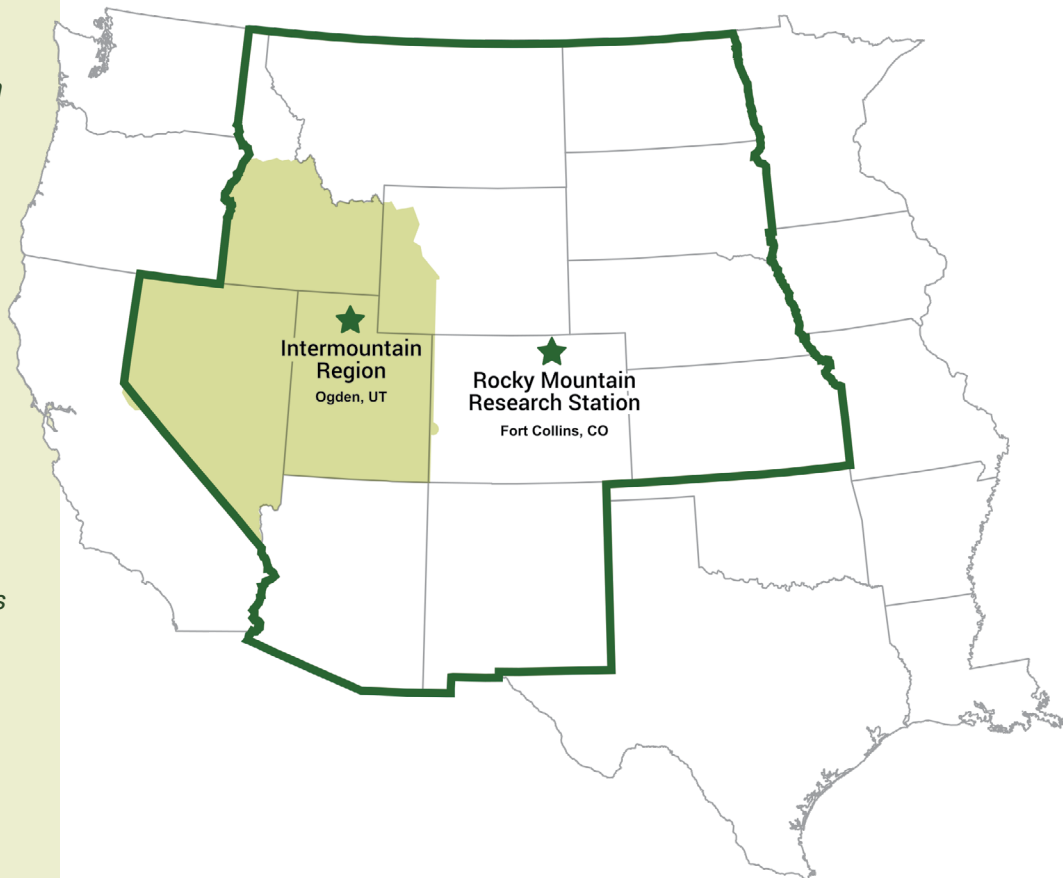 Intermountain
Region
Ogden, UT
Rocky Mountain
Research Station
Fort Collins, CO